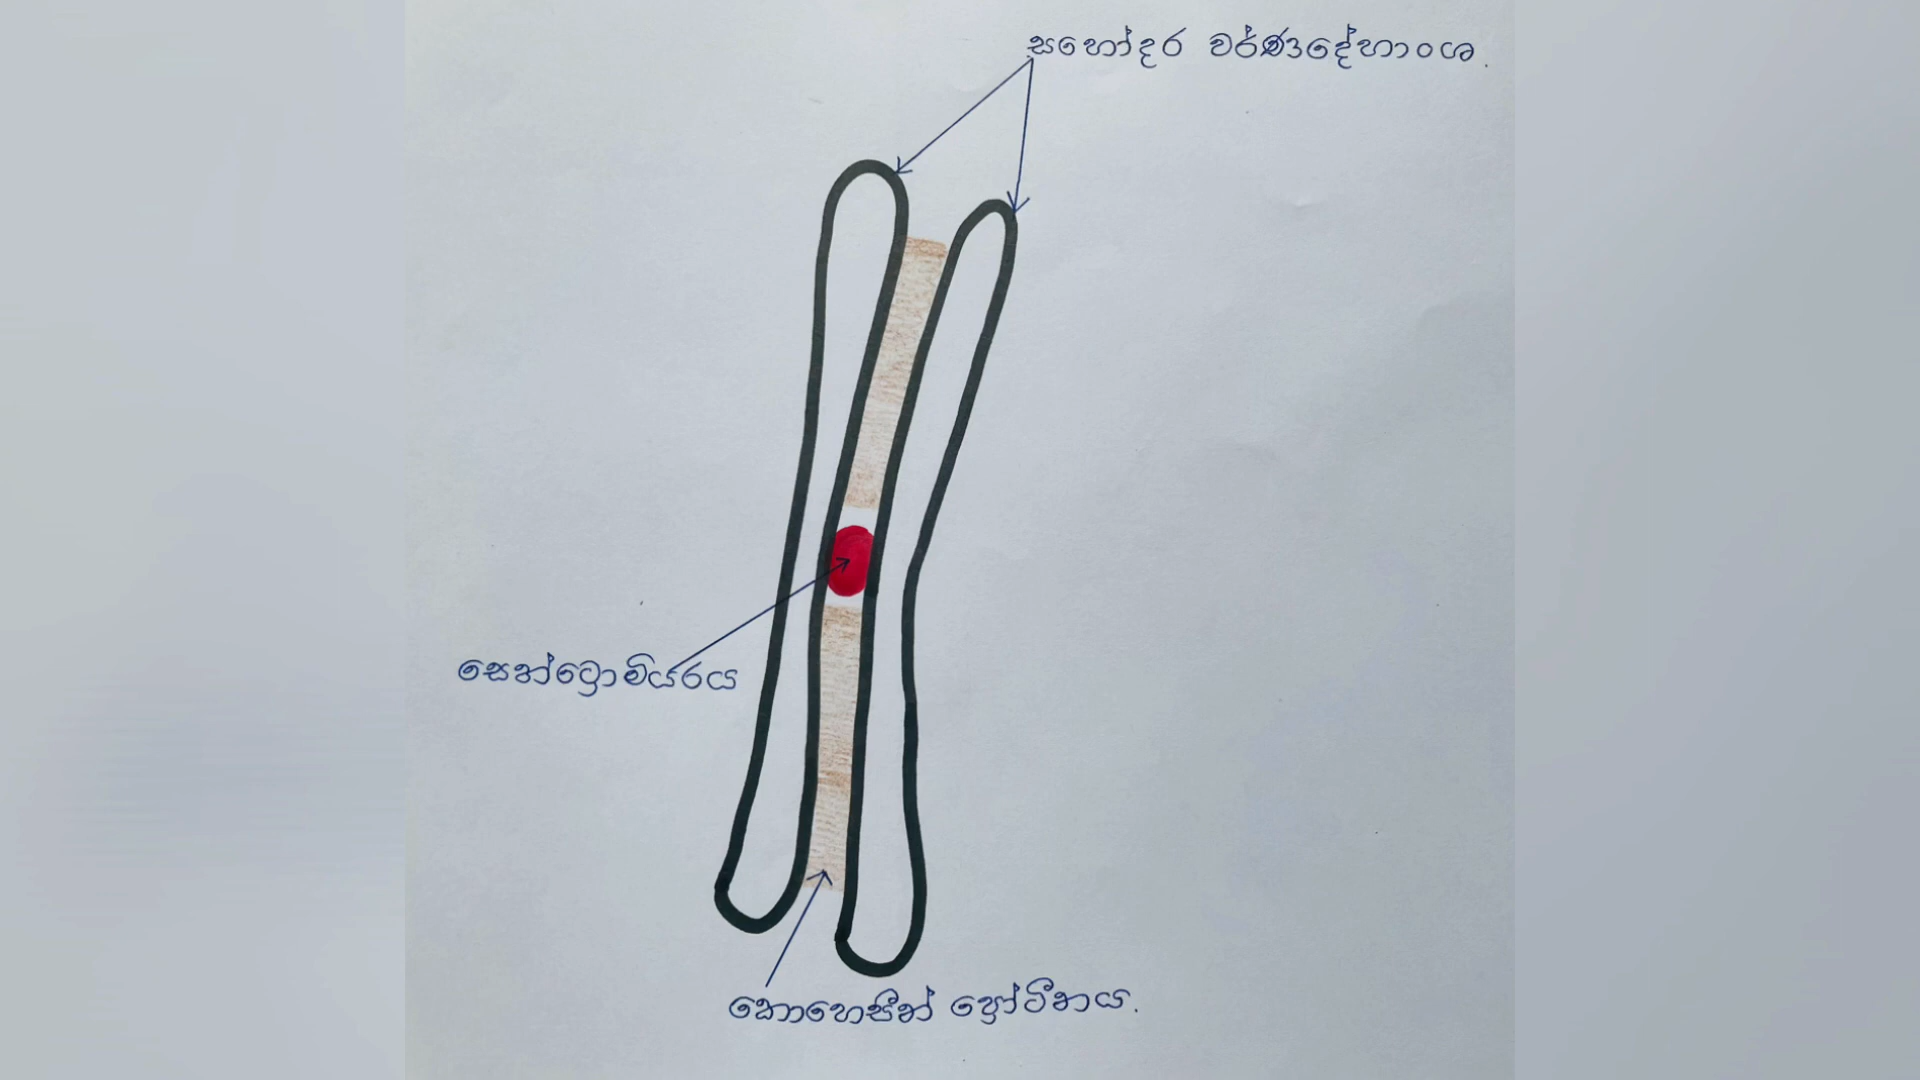 සහෝදර වර්ණදේහාංශ.
සෙන්ට්‍රොමියරය
කොහෙසීන් ප්‍රෝටීනය.